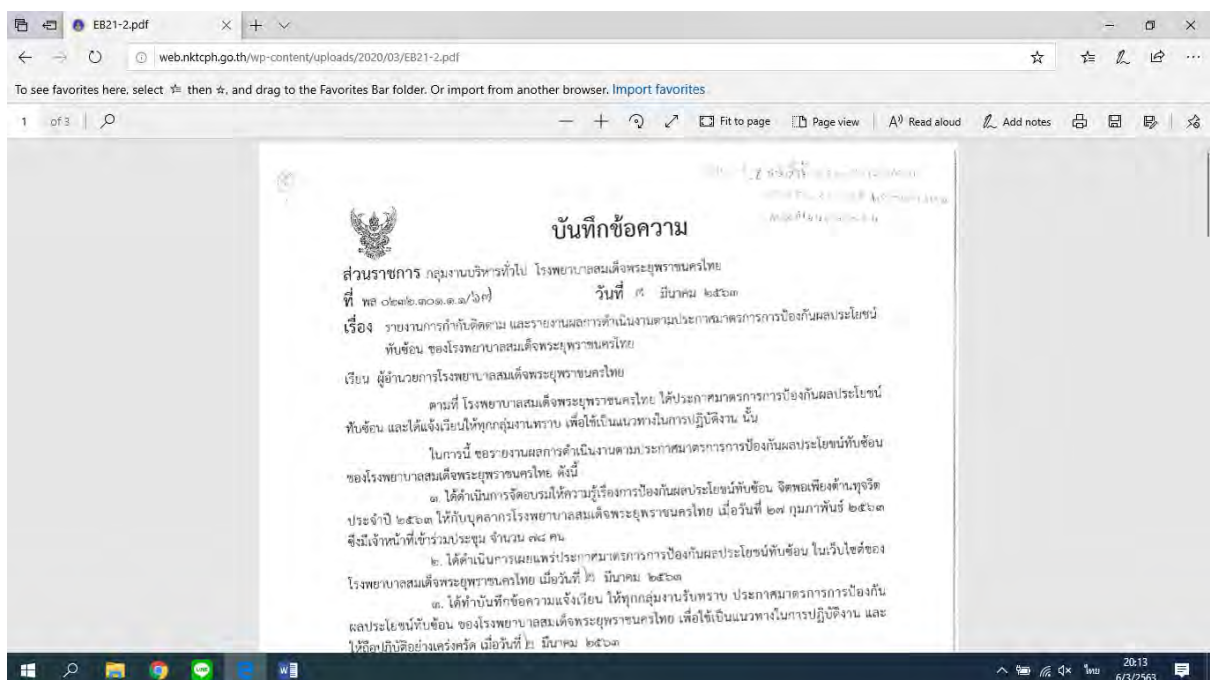 EB21-2.pdf
web.nktcph.go.th/wp-content/uploads/2020/03/EB21-2.pdf
To see favorites here, select then ☆, and drag to the Favorites Bar folder. Or import from another browser. Import favorites
1 of 3 Fit to page Page view Read aloud Add notes
บันทึกข้อความ
ส่วนราชการ กลุ่มงานบริหารทั่วไป โรงพยาบาลสมเด็จพระยุพราชนครไทย
ที่ พล ๐๒๓๒.๓๐๑.๑.๑/ วันที่ มีนาคม ๒๕๖๓
เรื่อง รายงานการกำกับติดตาม และรายงานผลการดำเนินงานตามประกาศมาตรการการป้องกันผลประโยชน์
ทับซ้อน ของโรงพยาบาลสมเด็จพระยุพราชนครไทย
เรียน ผู้อำนวยการโรงพยาบาลสมเด็จพระยุพราชนครไทย
ตามที่ โรงพยาบาลสมเด็จพระยุพราชนครไทย ได้ประกาศมาตรการการป้องกันผลประโยชน์
ทับซ้อน และได้แจ้งเวียนให้ทุกกลุ่มงานทราบ เพื่อใช้เป็นแนวทางในการปฏิบัติงาน นั้น
ในการนี้ ขอรายงานผลการดำเนินงานตามประกาศมาตรการการป้องกันผลประโยชน์ทับซ้อน
ของโรงพยาบาลสมเด็จพระยุพราชนครไทย ดังนี้
๑. ได้ดำเนินการจัดอบรมให้ความรู้เรื่องการป้องกันผลประโยชน์ทับซ้อน จิตพอเพียงต้านทุจริต
ประจำปี ๒๕๖๓ ให้กับบุคลากรโรงพยาบาลสมเด็จพระยุพราชนครไทย เมื่อวันที่ ๒๗ กุมภาพันธ์ ๒๕๖๓
ซึ่งมีเจ้าหน้าที่เข้าร่วมประชุม จำนวน ๗๘ คน
๒. ได้ดำเนินการเผยแพร่ประกาศมาตรการการป้องกันผลประโยชน์ทับซ้อน ในเว็บไซต์ของ
โรงพยาบาลสมเด็จพระยุพราชนครไทย เมื่อวันที่ ๒ มีนาคม ๒๕๖๓
๓. ได้ทำบันทึกข้อความแจ้งเวียน ให้ทุกกลุ่มงานรับทราบ ประกาศมาตรการการป้องกัน
ผลประโยชน์ทับซ้อน ของโรงพยาบาลสมเด็จพระยุพราชนครไทย เพื่อใช้เป็นแนวทางในการปฏิบัติงาน และ
ให้ถือปฏิบัติอย่างเคร่งครัด เมื่อวันที่ ๒ มีนาคม ๒๕๖๓
ไทย 20:13
6/3/2563